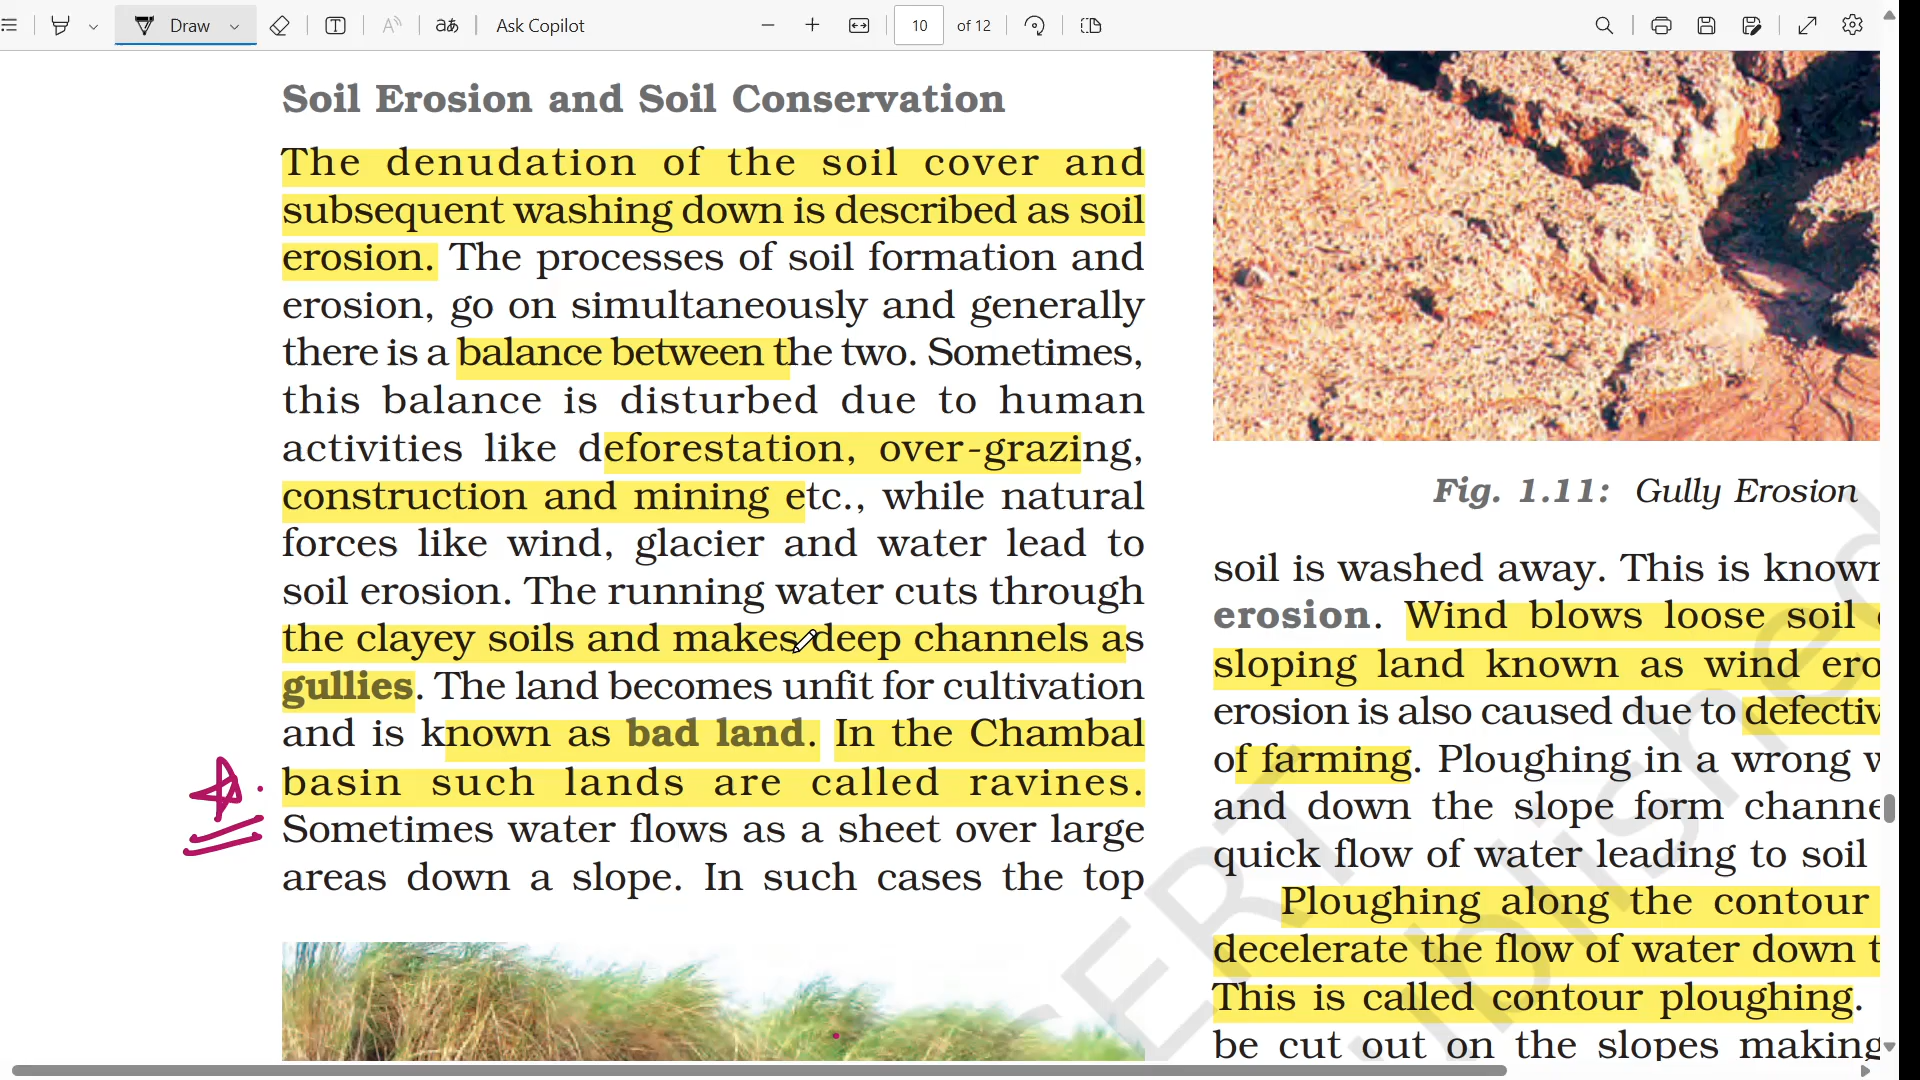 Draw
Ask Copilot
10 of 12
Soil Erosion and Soil Conservation
The denudation of the soil cover and
subsequent washing down is described as soil
erosion. The processes of soil formation and
erosion, go on simultaneously and generally
there is a balance between the two. Sometimes,
this balance is disturbed due to human
activities like deforestation, over-grazing,
construction and mining etc., while natural
forces like wind, glacier and water lead to
soil erosion. The running water cuts through
the clayey soils and makes deep channels as
gullies. The land becomes unfit for cultivation
and is known as bad land. In the Chambal
basin such lands are called ravines.
Sometimes water flows as a sheet over large
areas down a slope. In such cases the top
Fig. 1.11: Gully Erosion
soil is washed away. This is known
erosion. Wind blows loose soil
sloping land known as wind ero
erosion is also caused due to defectiv
of farming. Ploughing in a wrong w
and down the slope form channe
quick flow of water leading to soil
Ploughing along the contour
decelerate the flow of water down t
This is called contour ploughing.
be cut out on the slopes making